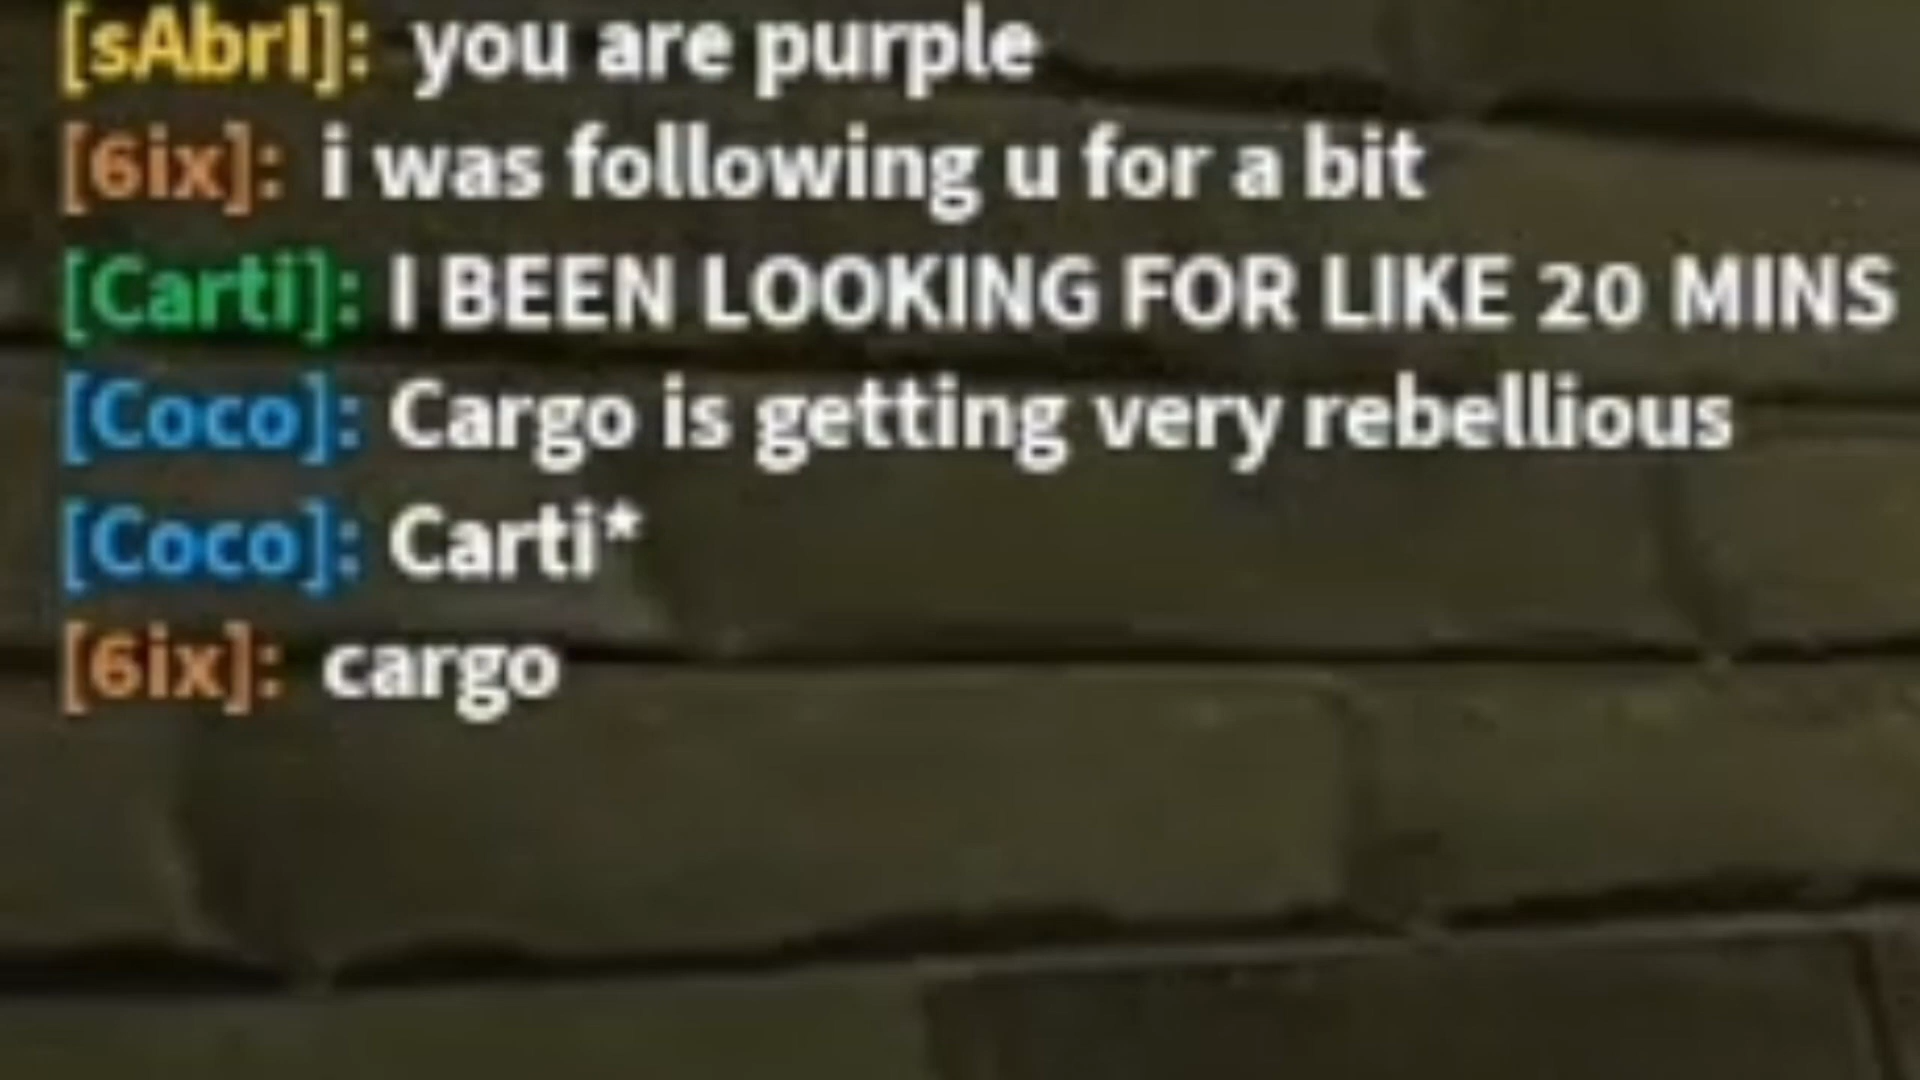 [sAbrI]: you are purple
[6ix]: i was following u for a bit
[Carti]: I BEEN LOOKING FOR LIKE 20 MINS
[Coco]: Cargo is getting very rebellious
[Coco]: Carti*
[6ix]: cargo